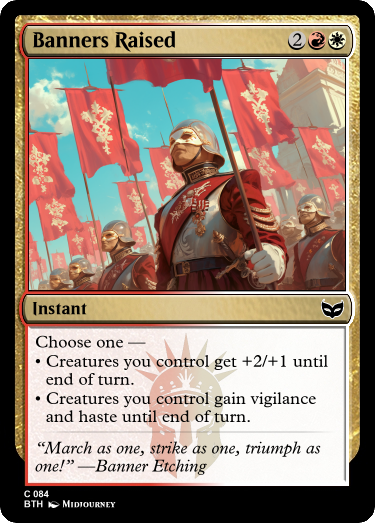 Banners Raised 2
Instant
Choose one —
• Creatures you control get +2/+1 until
end of turn.
• Creatures you control gain vigilance
and haste until end of turn.
“March as one, strike as one, triumph as
one!” —Banner Etching
C 084
BTH Midjourney